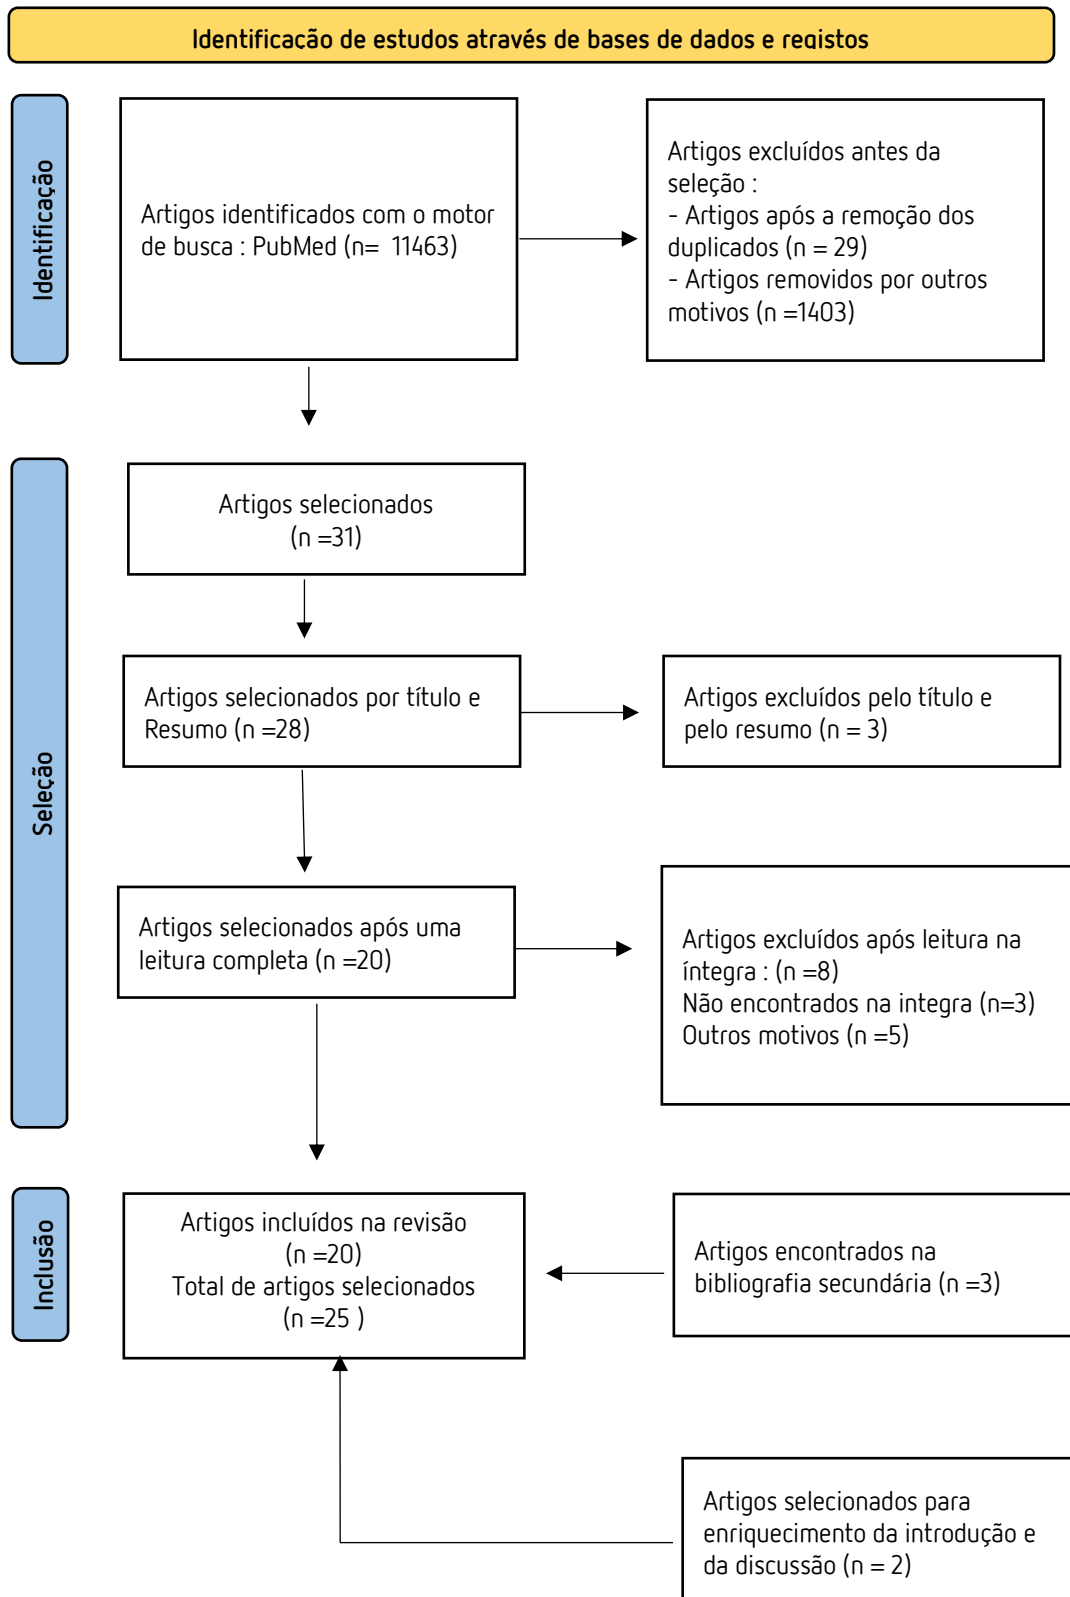 Identificação de estudos através de bases de dados e registos
Identificação
Artigos identificados com o motor
de busca : PubMed (n= 11463)
Artigos excluídos antes da
seleção :
- Artigos após a remoção dos
duplicados (n = 29)
- Artigos removidos por outros
motivos (n =1403)
Seleção
Artigos selecionados
(n =31)
Artigos selecionados por título e
Resumo (n =28)
Artigos excluídos pelo título e
pelo resumo (n = 3)
Artigos selecionados após uma
leitura completa (n =20)
Artigos excluídos após leitura na
íntegra : (n =8)
Não encontrados na integra (n=3)
Outros motivos (n =5)
Inclusão
Artigos incluídos na revisão
(n =20)
Total de artigos selecionados
(n =25 )
Artigos encontrados na
bibliografia secundária (n =3)
Artigos selecionados para
enriquecimento da introdução e
da discussão (n = 2)